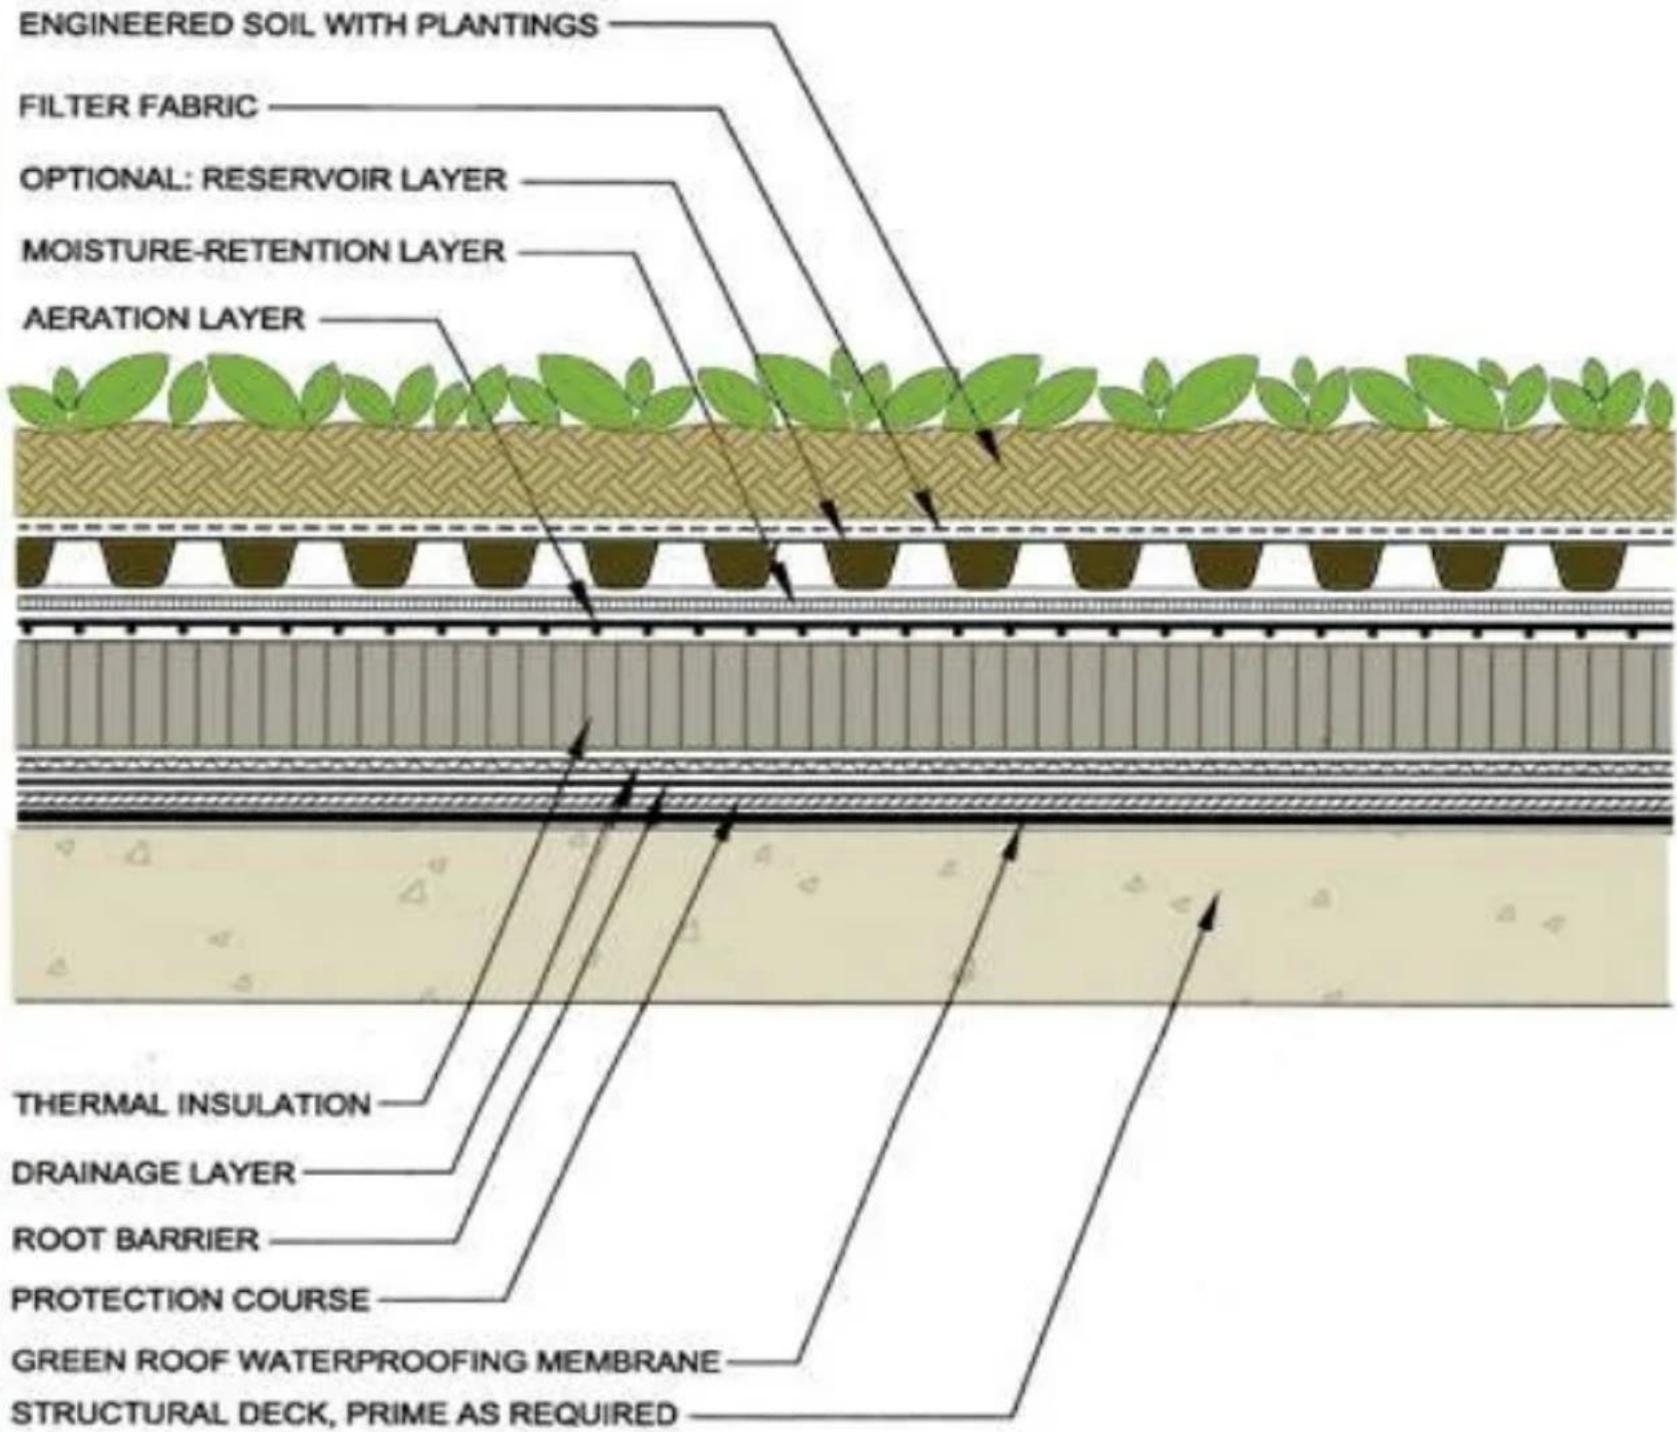 ENGINEERED SOIL WITH PLANTINGS
FILTER FABRIC
OPTIONAL: RESERVOIR LAYER
MOISTURE-RETENTION LAYER
AERATION LAYER
THERMAL INSULATION
DRAINAGE LAYER
ROOT BARRIER
PROTECTION COURSE
GREEN ROOF WATERPROOFING MEMBRANE
STRUCTURAL DECK, PRIME AS REQUIRED